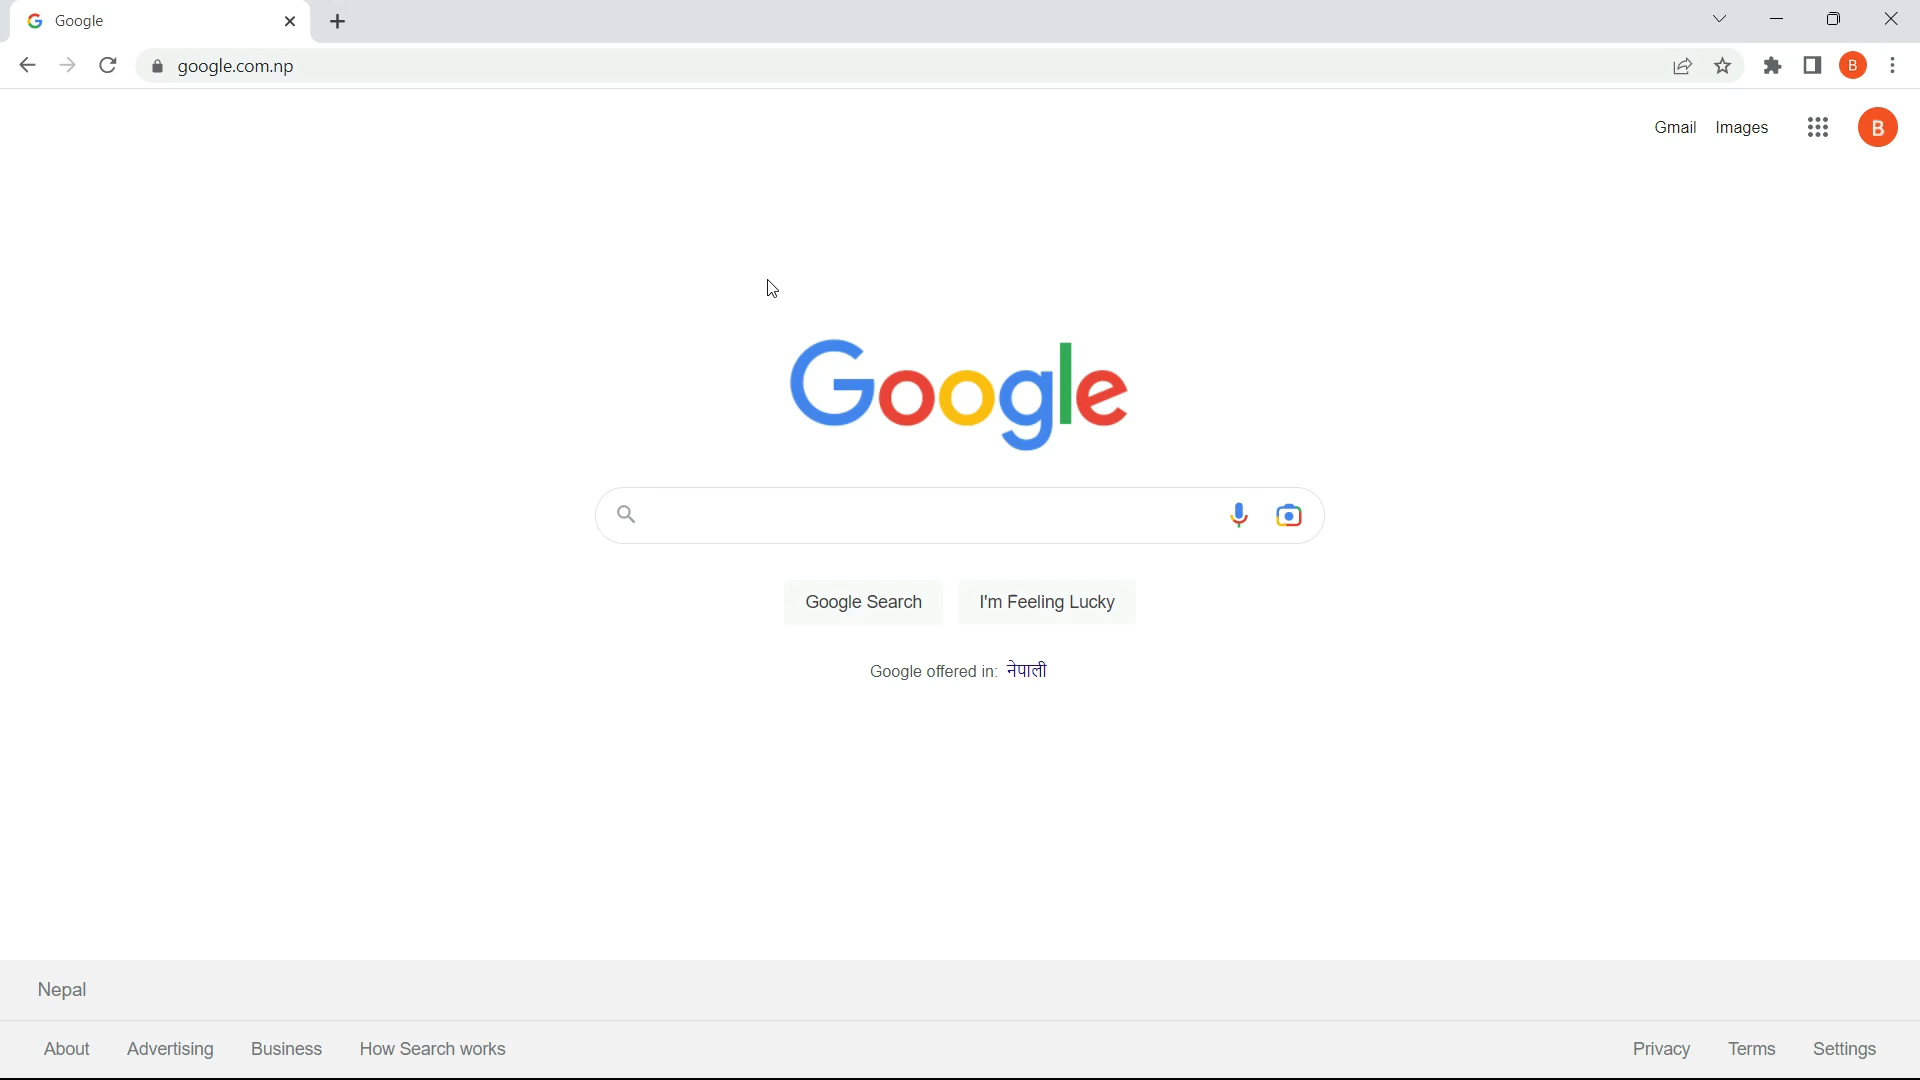 Google
google.com.np
B
Gmail Images
B
Google
Google Search I'm Feeling Lucky
Google offered in: नेपाली
Nepal
About Advertising Business How Search works Privacy Terms Settings